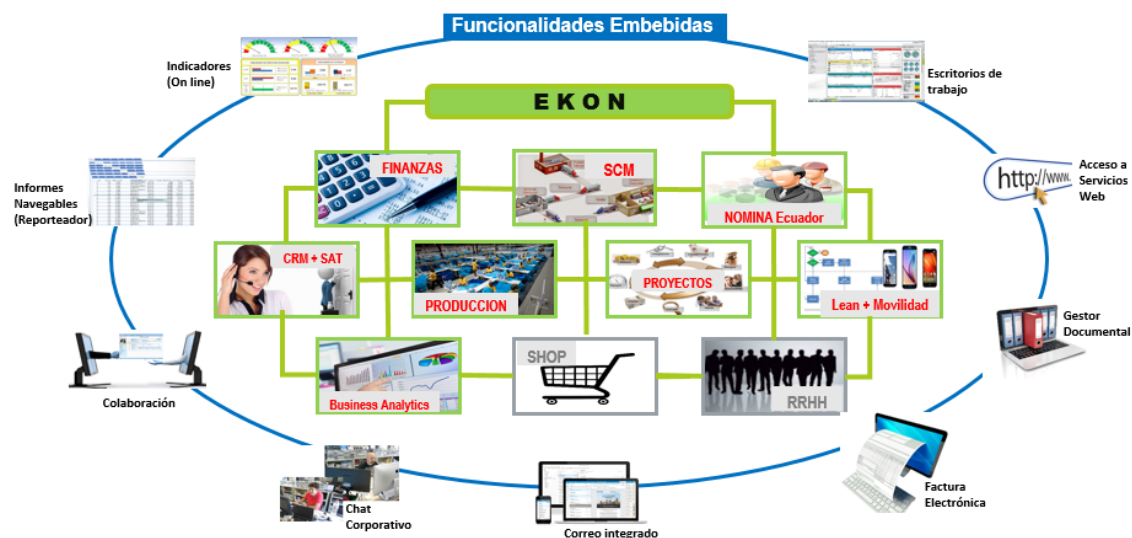 Funcionalidades Embebidas
Indicadores
(On line)
Escritorios de
trabajo
EKON
FINANZAS
SCM
NOMINA Ecuador
Informes
Navegables
(Reporteador)
http://www.
Acceso a
Servicios
Web
CRM + SAT
PRODUCCION
PROYECTOS
Lean + Movilidad
Gestor
Documental
Colaboración
Business Analytics
SHOP
RRHH
Chat
Corporativo
Correo integrado
Factura
Electrónica